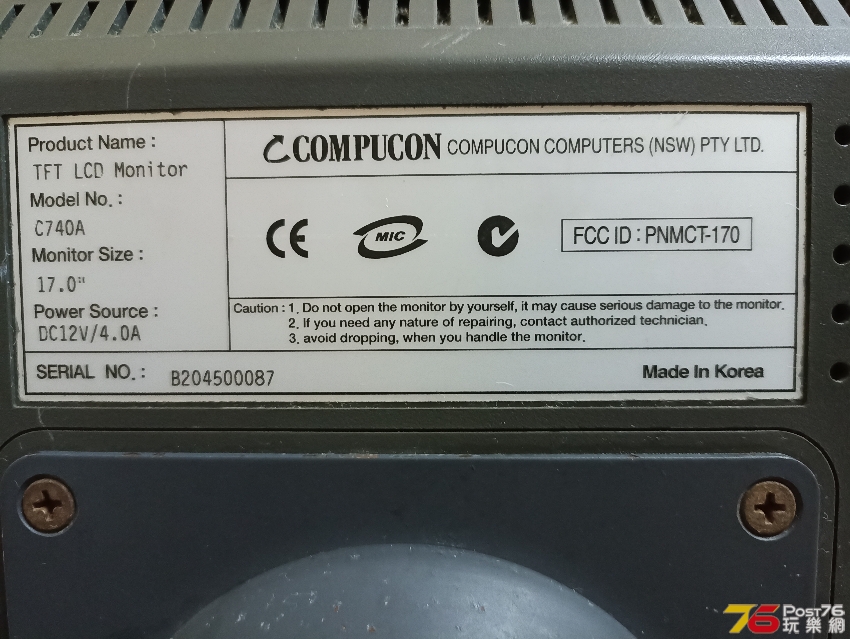 Product Name :
TFT LCD Monitor
Model No. :
C740A
Monitor Size :
17.0"
Power Source :
DC12V/4.0A
SERIAL NO. : B204500087
COMPUCON COMPUCON COMPUTERS (NSW) PTY LTD.
CE MIC FCC ID : PNMCT-170
Caution : 1. Do not open the monitor by yourself, it may cause serious damage to the monitor.
2. If you need any nature of repairing, contact authorized technician.
3. avoid dropping, when you handle the monitor.
Made In Korea
76 Post76
玩樂網